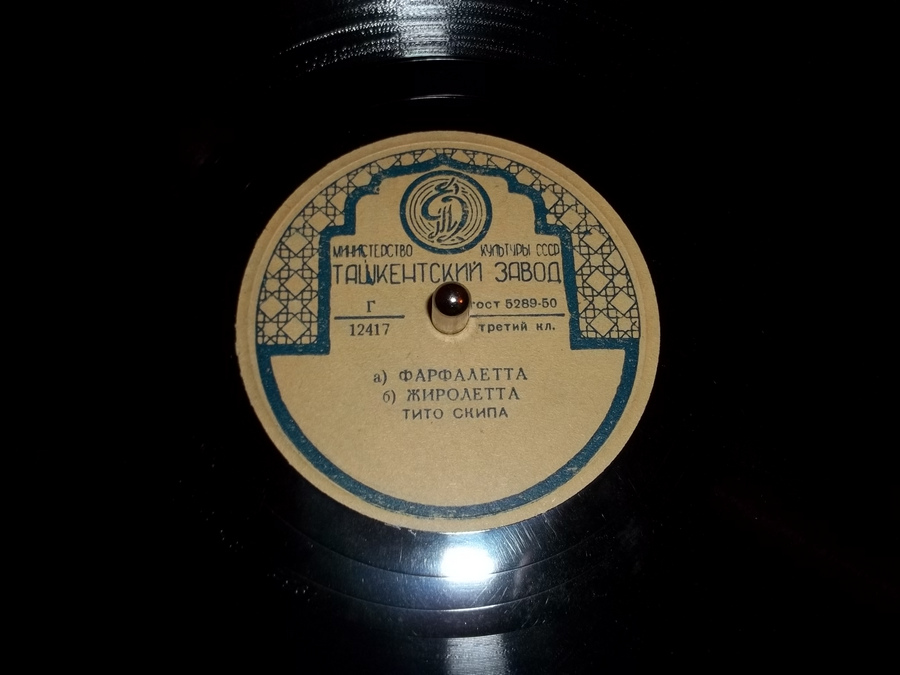 МИНИСТЕРСТВО КУЛЬТУРЫ СССР
ТАШКЕНТСКИЙ ЗАВОД
Г ГОСТ 5289-50
12417 третий кл.
а) ФАРФАЛЕТТА
б) ЖИРОЛЕТТА
ТИТО СКИПА